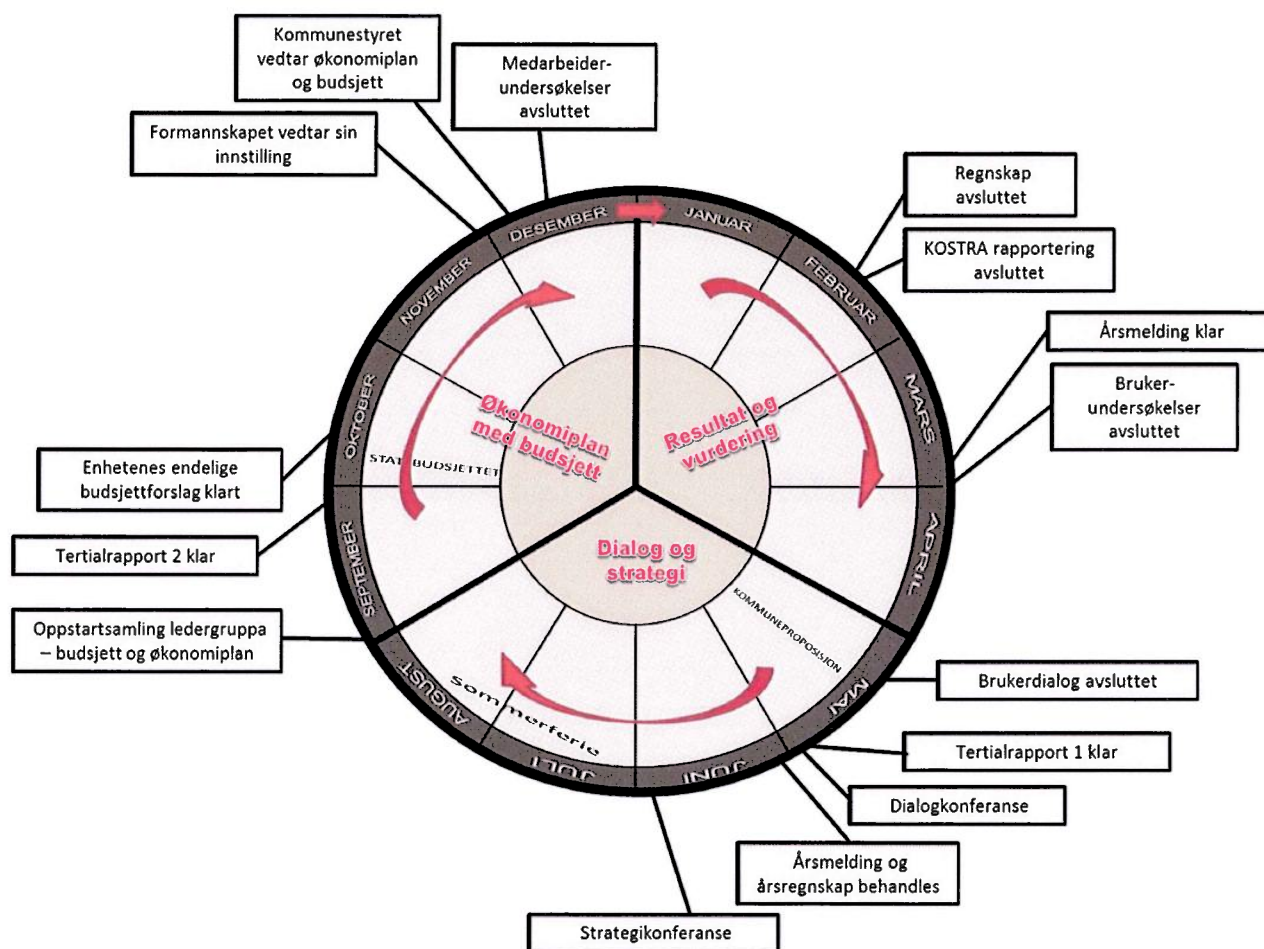 Kommunestyret
vedtar økonomiplan
og budsjett
Medarbeider-
undersøkelser
avsluttet
Formannskapet vedtar sin
innstilling
Regnskap
avsluttet
KOSTRA rapportering
avsluttet
Årsmelding klar
Bruker-
undersøkelser
avsluttet
Brukerdialog avsluttet
Tertialrapport 1 klar
Dialogkonferanse
Årsmelding og
årsregnskap behandles
Strategikonferanse
Oppstartsamling ledergruppa
– budsjett og økonomiplan
Tertialrapport 2 klar
Enhetenes endelige
budsjettforslag klart
JANUAR
FEBRUAR
MARS
APRIL
MAI
JUNI
JULI
AUGUST
SEPTEMBER
OKTOBER
NOVEMBER
DESEMBER
Økonomiplan
med budsjett
Resultat og
vurdering
Dialog og
strategi
STATBUDSJETTET
KOMMUNEPROPOSISJON
sommerferie